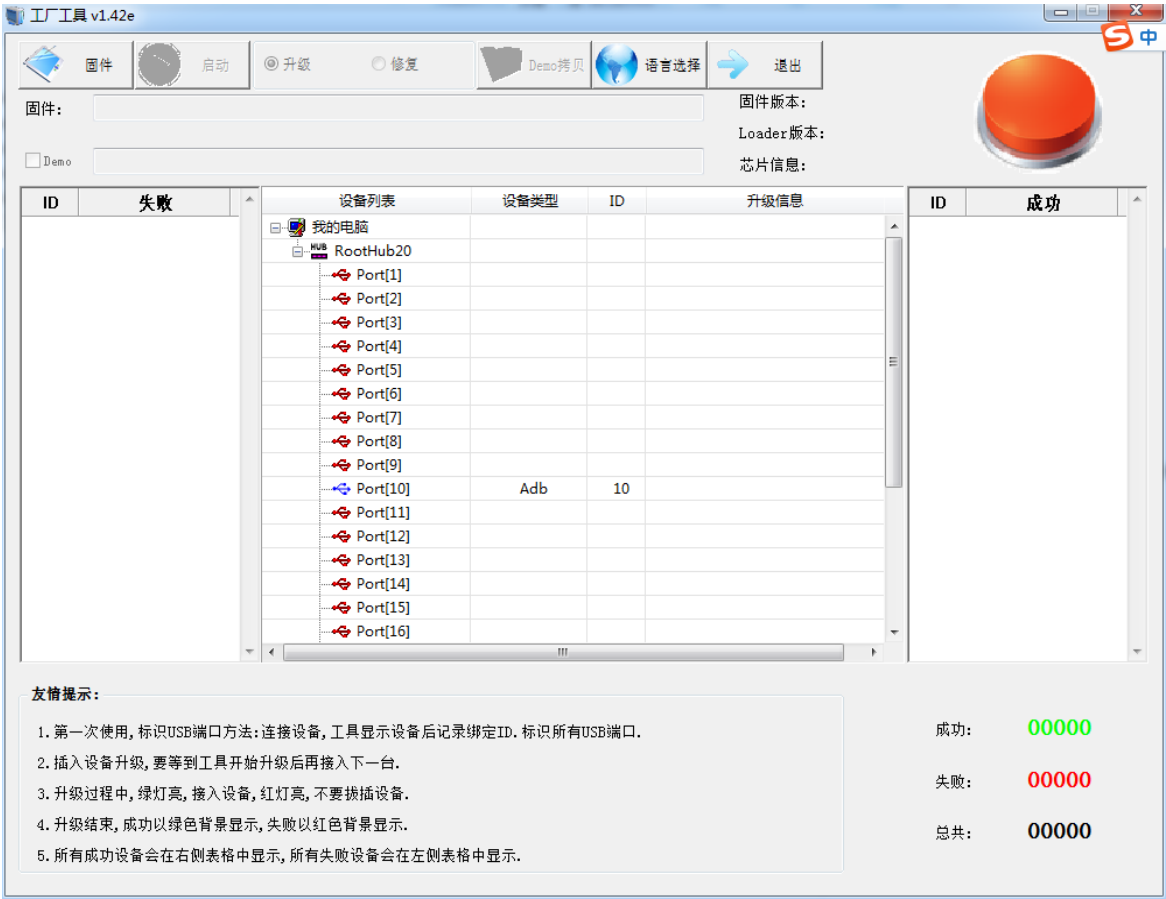 工厂工具 v1.42e
中
固件 启动 升级 修复 Demo拷贝 语言选择 退出
固件: 固件版本:
Loader版本:
Demo 芯片信息:
ID 失败 设备列表 设备类型 ID 升级信息 ID 成功
我的电脑
HUB RootHub20
Port[1]
Port[2]
Port[3]
Port[4]
Port[5]
Port[6]
Port[7]
Port[8]
Port[9]
Port[10] Adb 10
Port[11]
Port[12]
Port[13]
Port[14]
Port[15]
Port[16]
友情提示:
1.第一次使用,标识USB端口方法:连接设备,工具显示设备后记录绑定ID.标识所有USB端口.
2.插入设备升级,要等到工具开始升级后再接入下一台.
3.升级过程中,绿灯亮,接入设备,红灯亮,不要拔插设备.
4.升级结束,成功以绿色背景显示,失败以红色背景显示.
5.所有成功设备会在右侧表格中显示,所有失败设备会在左侧表格中显示.
成功: 00000
失败: 00000
总共: 00000